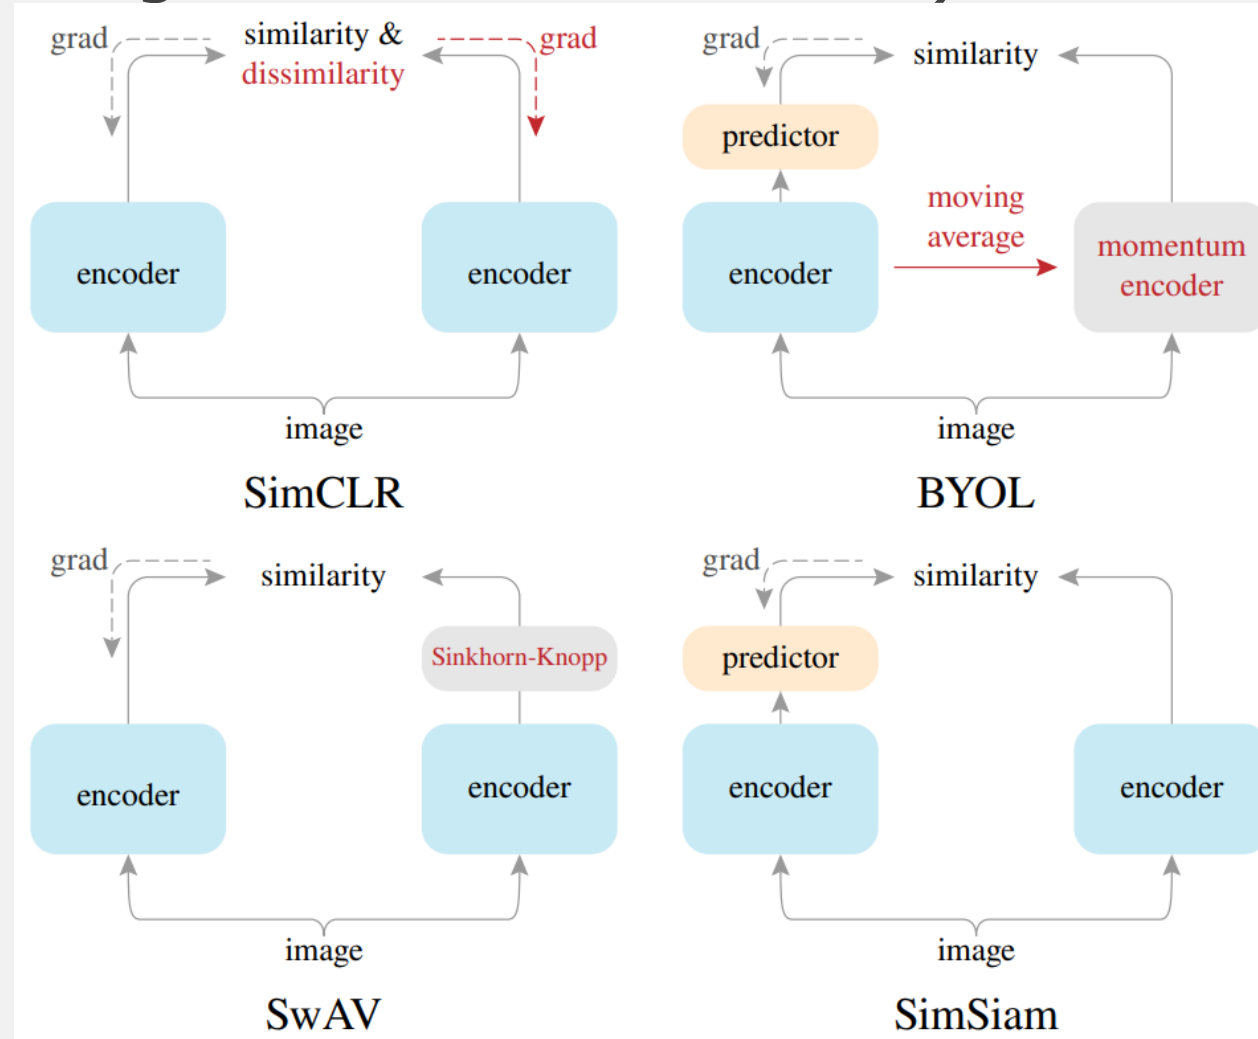 grad
similarity &
dissimilarity
grad
encoder
encoder
image
SimCLR
grad
similarity
predictor
encoder
moving
average
momentum
encoder
image
BYOL
grad
similarity
Sinkhorn-Knopp
encoder
encoder
image
SwAV
grad
similarity
predictor
encoder
encoder
image
SimSiam